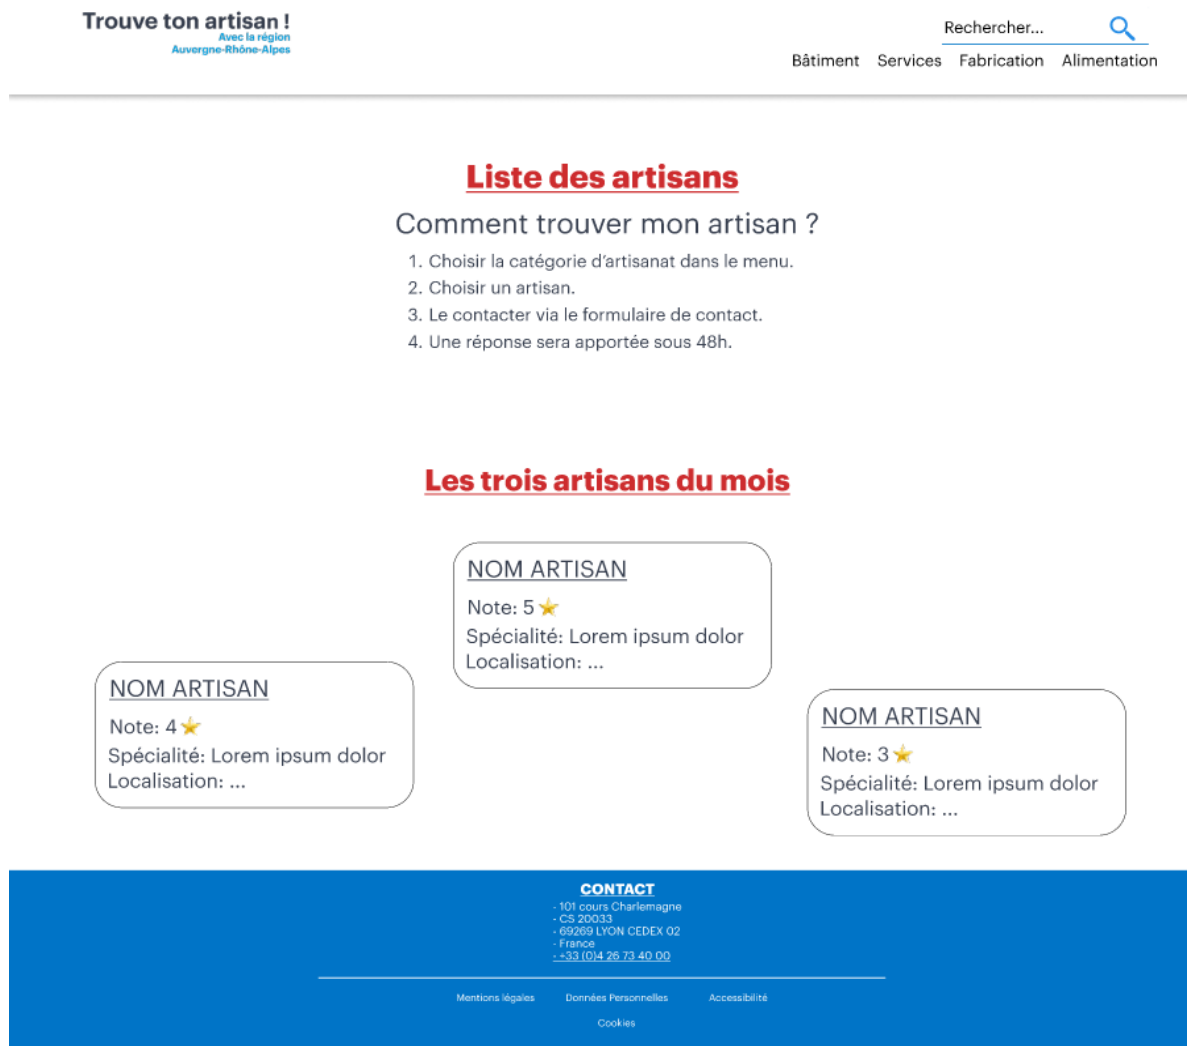 Trouve ton artisan !
Avec la région
Auvergne-Rhône-Alpes
Rechercher...
Bâtiment Services Fabrication Alimentation
Liste des artisans
Comment trouver mon artisan ?
1. Choisir la catégorie d’artisanat dans le menu.
2. Choisir un artisan.
3. Le contacter via le formulaire de contact.
4. Une réponse sera apportée sous 48h.
Les trois artisans du mois
NOM ARTISAN
Note: 5
Spécialité: Lorem ipsum dolor
Localisation: ...
NOM ARTISAN
Note: 4
Spécialité: Lorem ipsum dolor
Localisation: ...
NOM ARTISAN
Note: 3
Spécialité: Lorem ipsum dolor
Localisation: ...
CONTACT
- 101 cours Charlemagne
- CS 20033
- 69269 LYON CEDEX 02
- France
- +33 (0)4 26 73 40 00
Mentions légales Données Personnelles Accessibilité
Cookies